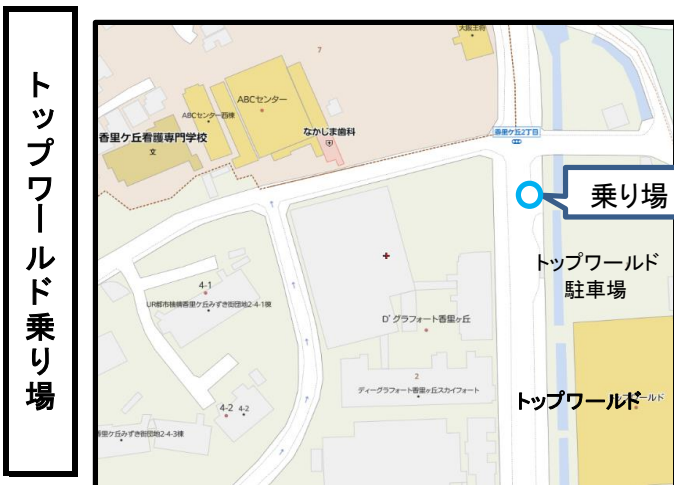 トップワールド乗り場
大阪王将
7
ABCセンター
ABCセンター西棟
香里ケ丘看護専門学校
文
なかじま歯科
香里ケ丘2丁目
乗り場
トップワールド
駐車場
4-1
UR都市機構香里ケ丘みずき街団地2-4-1棟
D'グラフォート香里ヶ丘
2
ディーグラフォート香里ヶ丘スカイフォート
トップワールド
4-2
4-2
香里ケ丘みずき街団地2-4-3棟